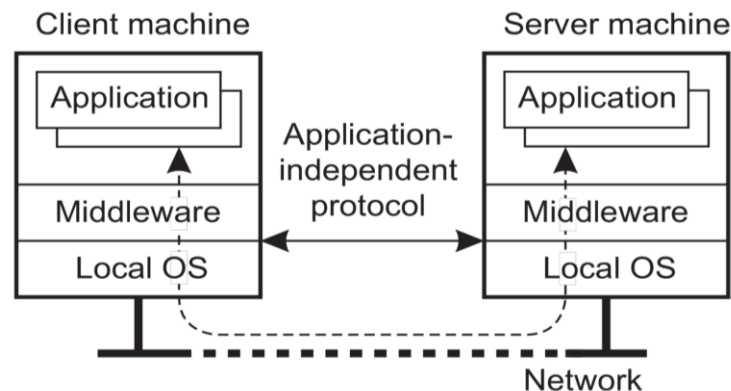 Client machine
Server machine
Application
Application
Application-
independent
protocol
Middleware
Middleware
Local OS
Local OS
Network